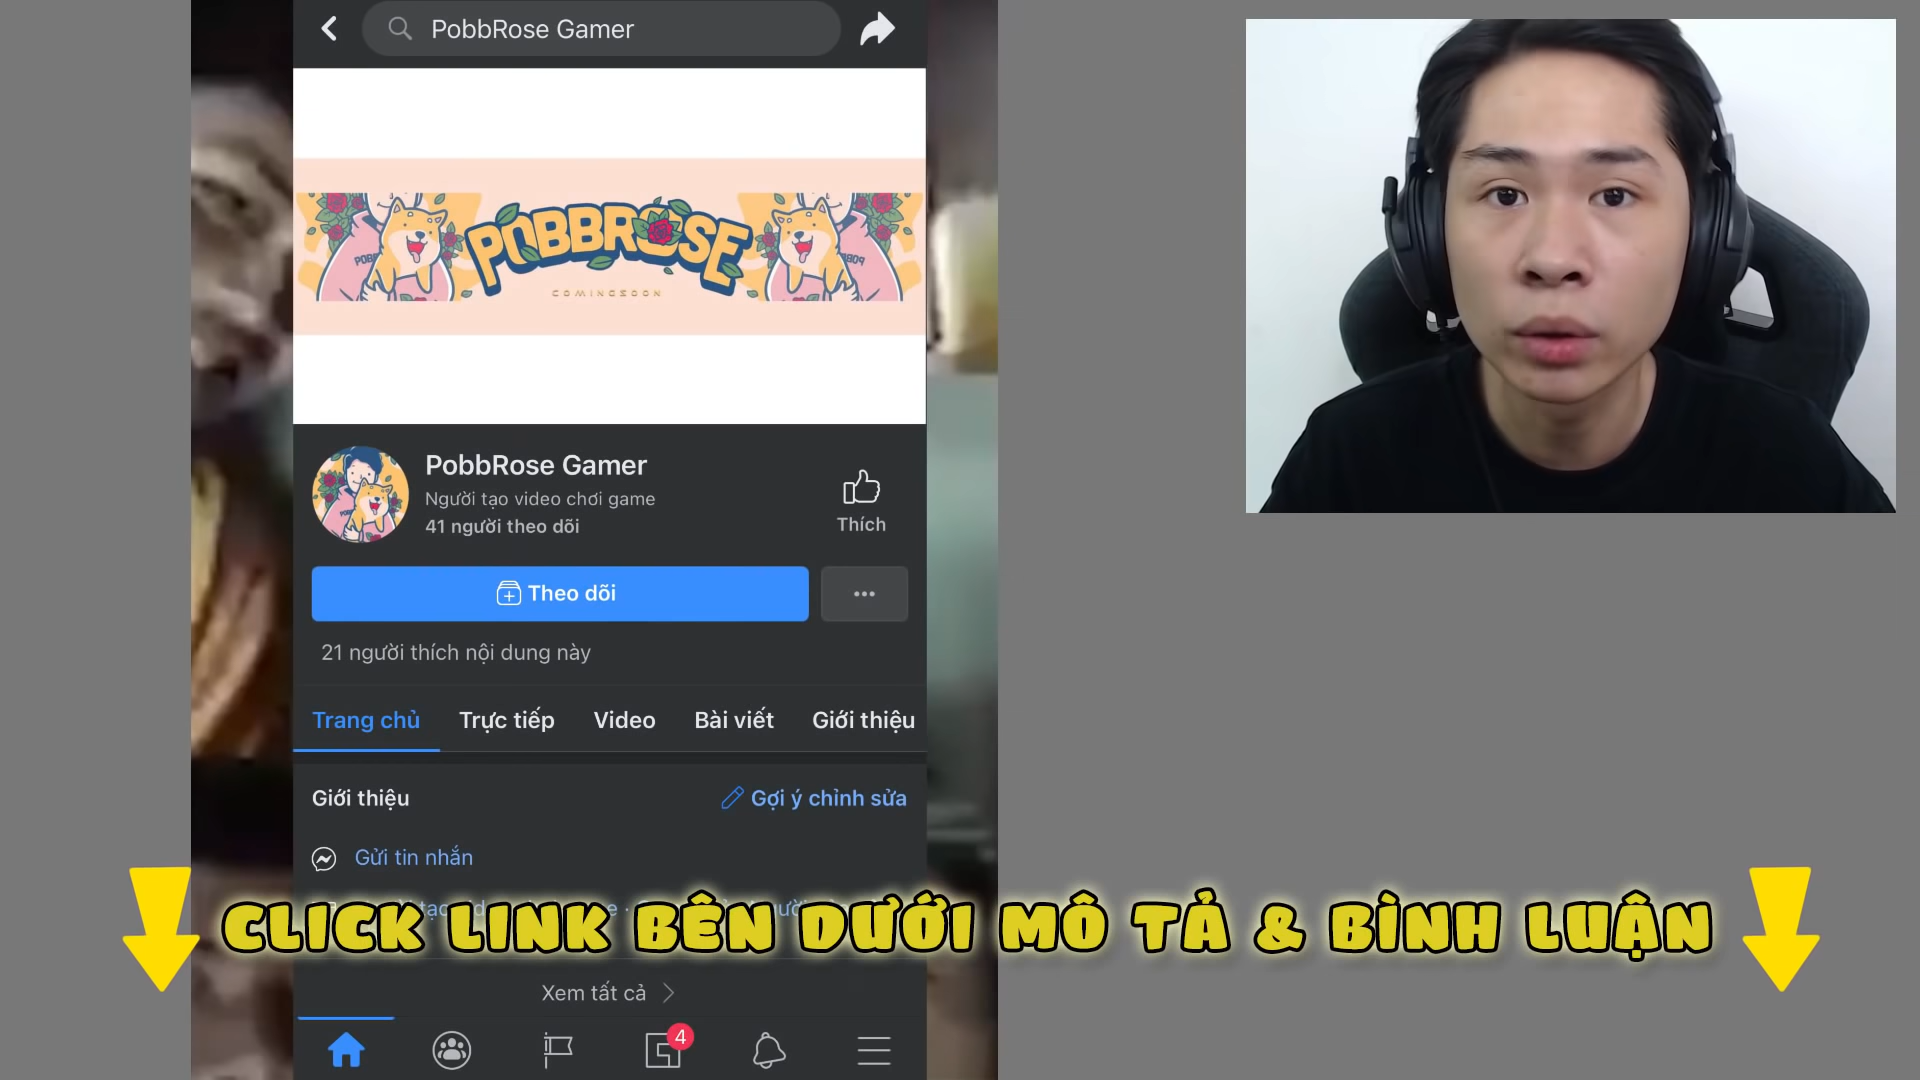 PobbRose Gamer
POBBROSE
COMINGSOON
PobbRose Gamer
Người tạo video chơi game
41 người theo dõi
Thích
Theo dõi
21 người thích nội dung này
Trang chủ Trực tiếp Video Bài viết Giới thiệu
Giới thiệu
Gợi ý chỉnh sửa
Gửi tin nhắn
CLICK LINK BÊN DƯỚI MÔ TẢ & BÌNH LUẬN
Xem tất cả
4